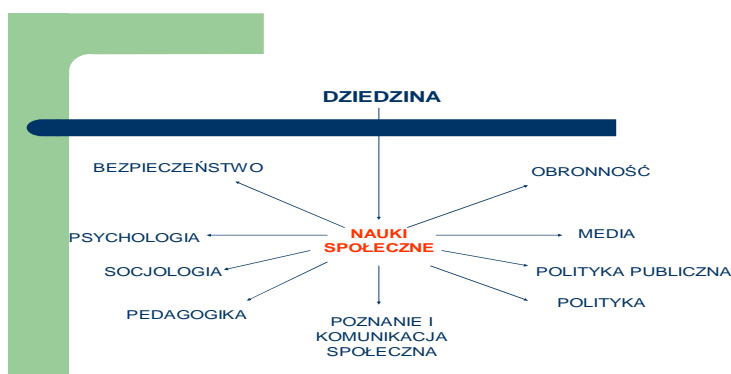 DZIEDZINA
BEZPIECZEŃSTWO
OBRONNOŚĆ
PSYCHOLOGIA
NAUKI
SPOŁECZNE
MEDIA
SOCJOLOGIA
POLITYKA PUBLICZNA
PEDAGOGIKA
POLITYKA
POZNANIE I
KOMUNIKACJA
SPOŁECZNA